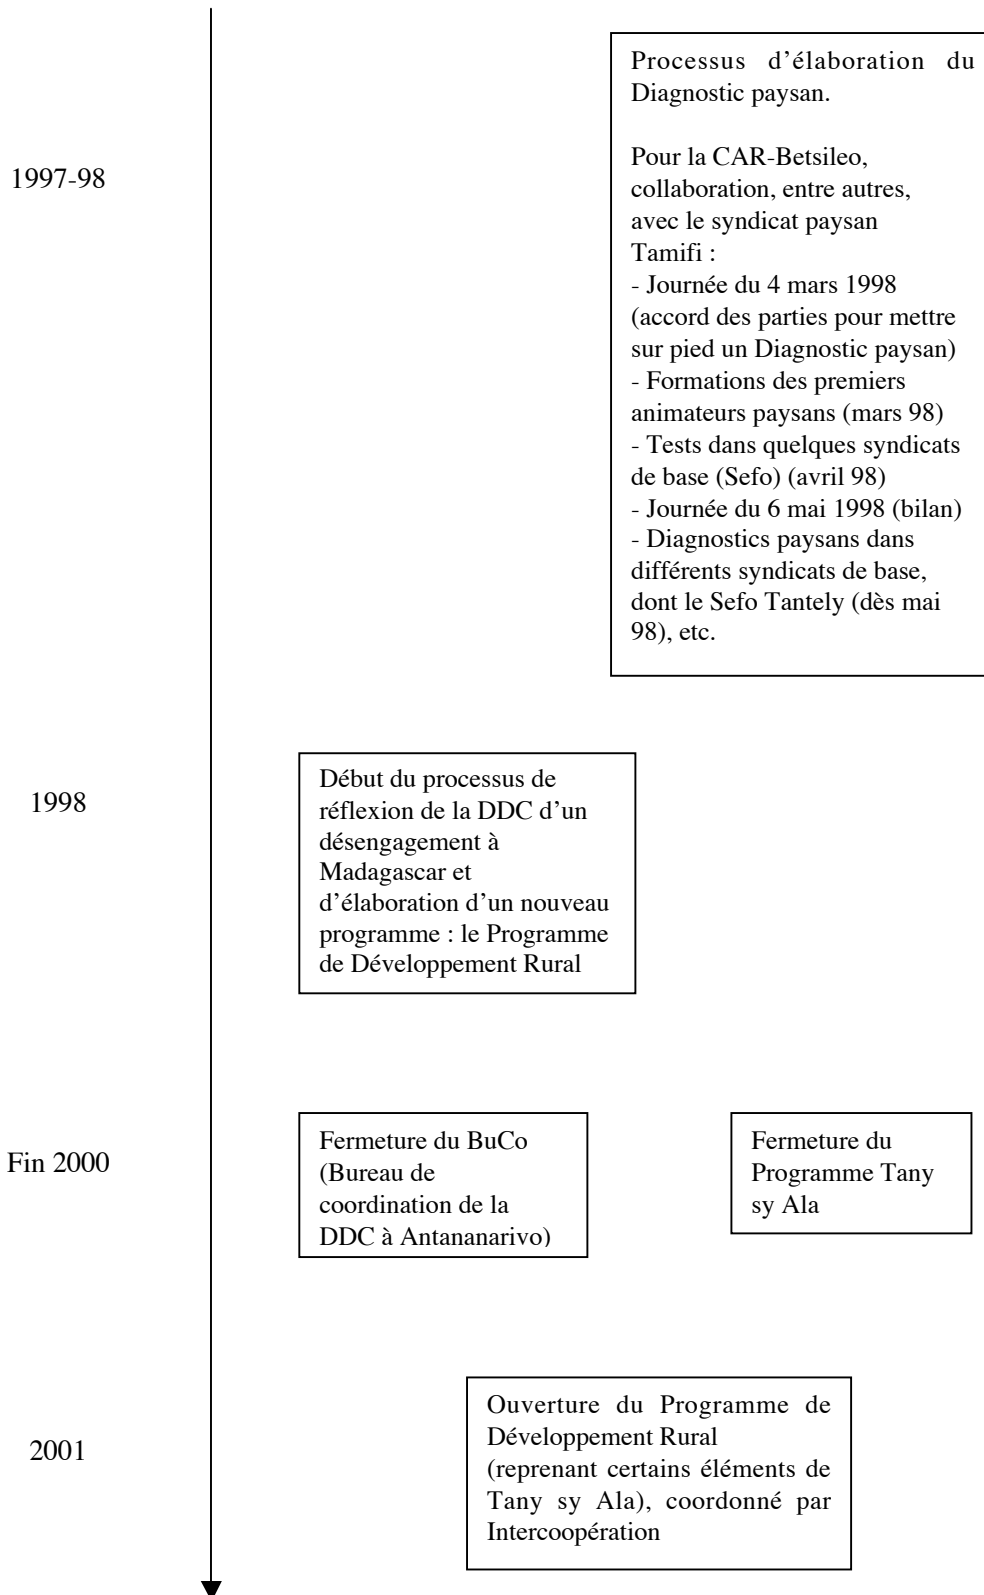 Processus d'élaboration du
Diagnostic paysan.
1997-98
Pour la CAR-Betsileo,
collaboration, entre autres,
avec le syndicat paysan
Tamifi :
- Journée du 4 mars 1998
(accord des parties pour mettre
sur pied un Diagnostic paysan)
- Formations des premiers
animateurs paysans (mars 98)
- Tests dans quelques syndicats
de base (Sefo) (avril 98)
- Journée du 6 mai 1998 (bilan)
- Diagnostics paysans dans
différents syndicats de base,
dont le Sefo Tantely (dès mai
98), etc.
1998
Début du processus de
réflexion de la DDC d'un
désengagement à
Madagascar et
d'élaboration d'un nouveau
programme : le Programme
de Développement Rural
Fin 2000
Fermeture du BuCo
(Bureau de
coordination de la
DDC à Antananarivo)
Fermeture du
Programme Tany
sy Ala
2001
Ouverture du Programme de
Développement Rural
(reprenant certains éléments de
Tany sy Ala), coordonné par
Intercoopération